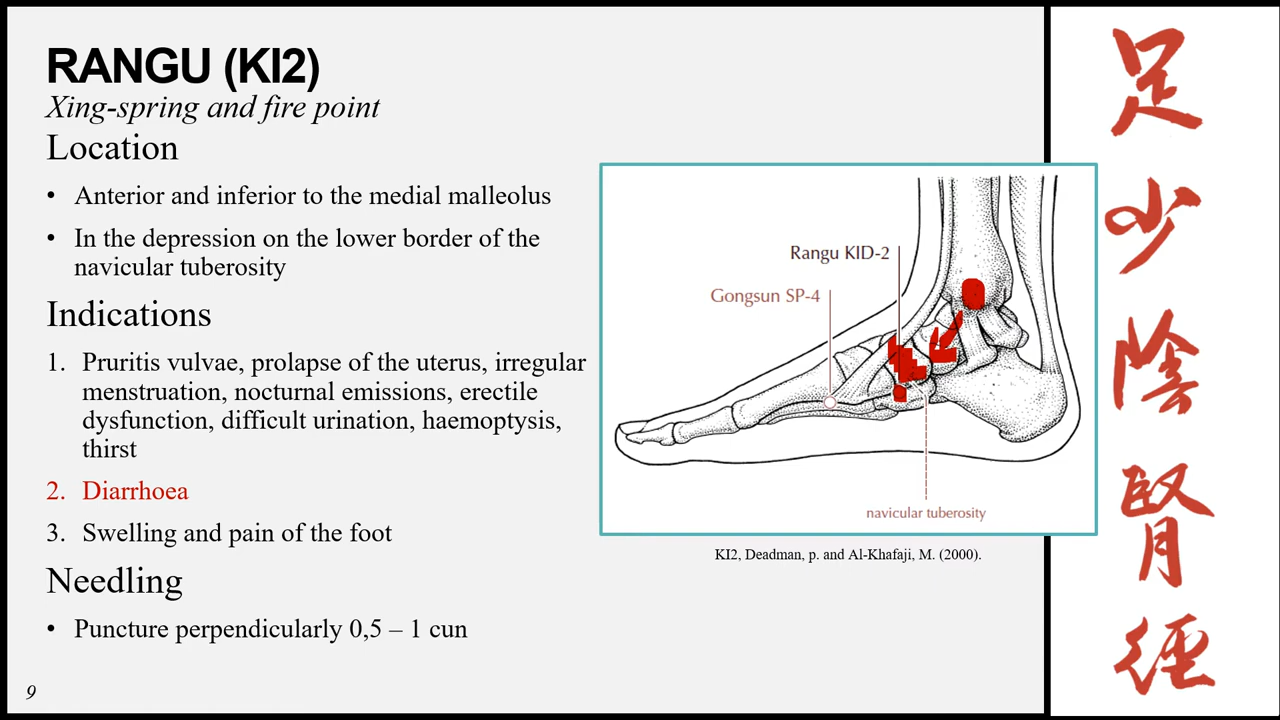 RANGU (KI2)
Xing-spring and fire point
Location
• Anterior and inferior to the medial malleolus
• In the depression on the lower border of the
navicular tuberosity
Indications
1. Pruritis vulvae, prolapse of the uterus, irregular
menstruation, nocturnal emissions, erectile
dysfunction, difficult urination, haemoptysis,
thirst
2. Diarrhoea
3. Swelling and pain of the foot
Needling
• Puncture perpendicularly 0,5 – 1 cun
9
Rangu KID-2
Gongsun SP-4
navicular tuberosity
KI2, Deadman, p. and Al-Khafaji, M. (2000).
足
少
陰
腎
徑